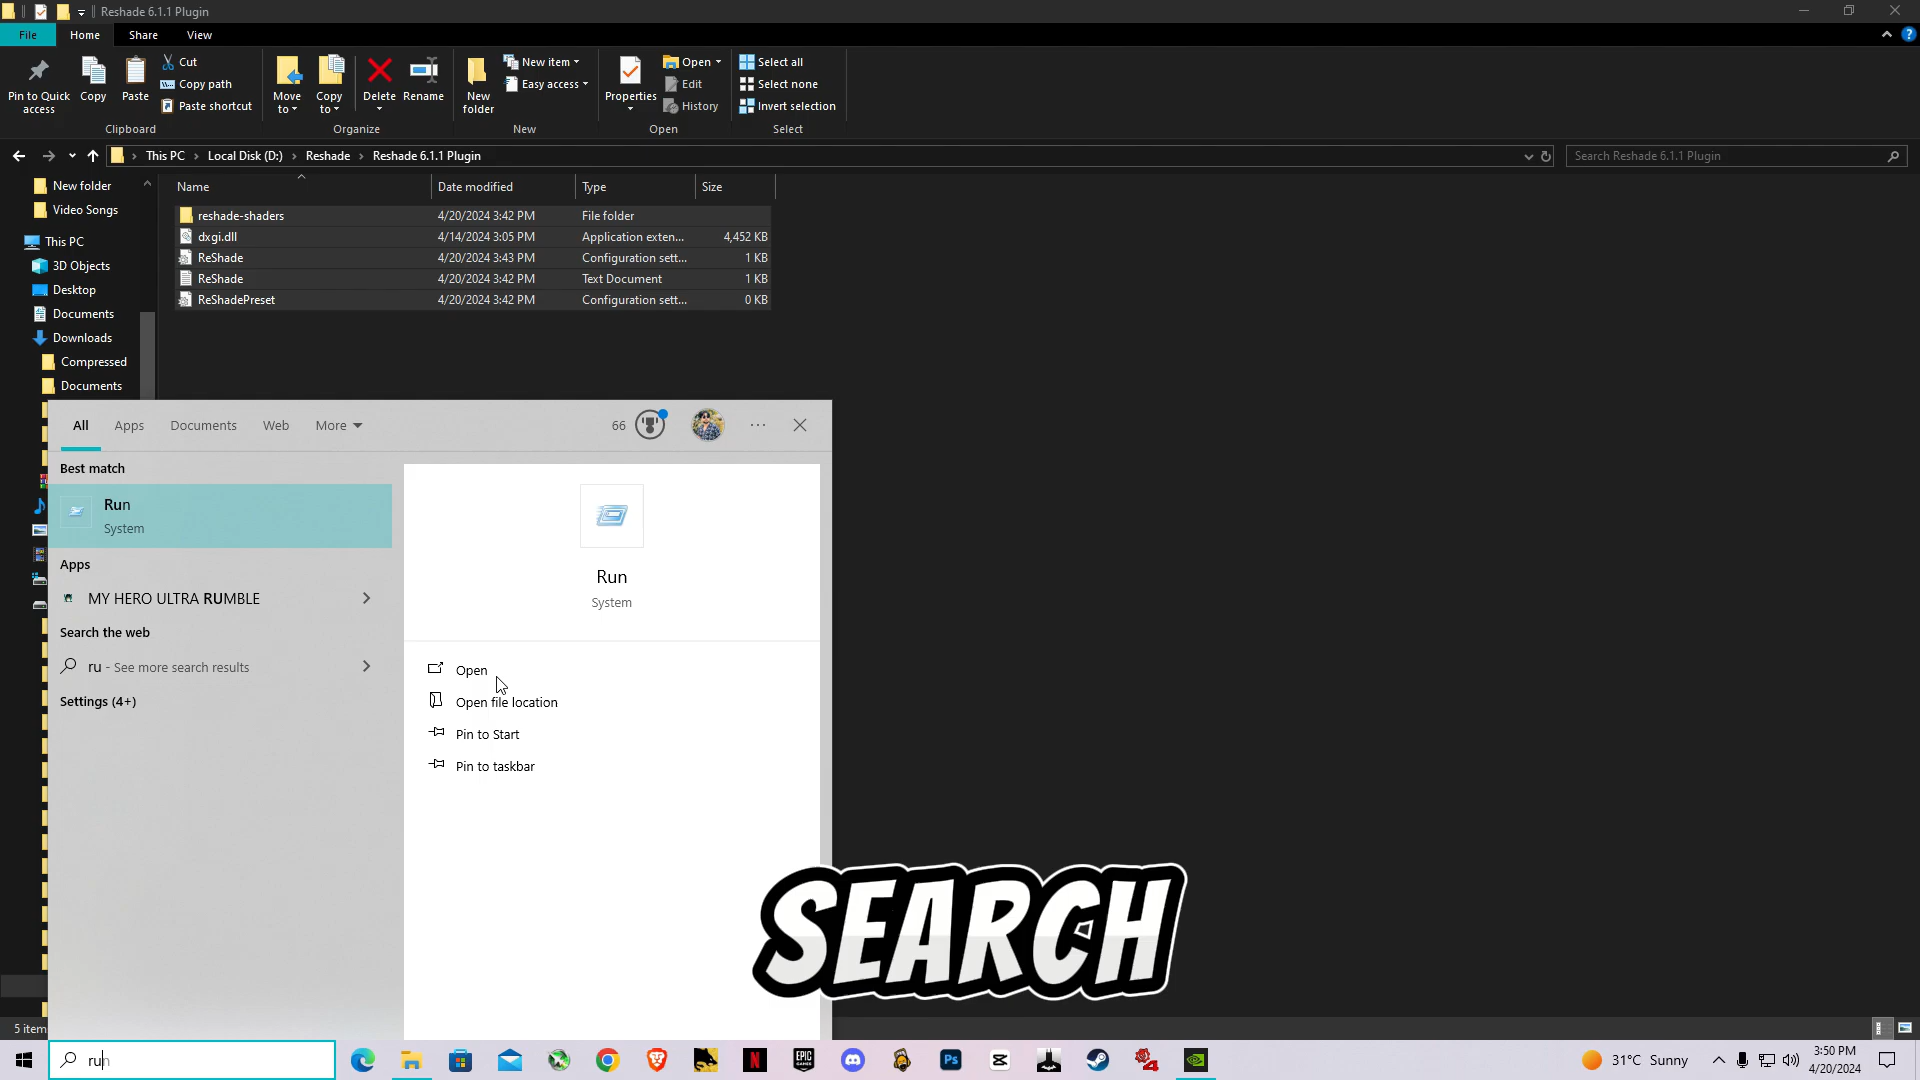 Reshade 6.1.1 Plugin
File Home Share View
Pin to Quick access
Copy
Paste
Cut
Copy path
Paste shortcut
Clipboard
Move to
Copy to
Delete
Rename
Organize
New folder
New item
Easy access
New
Properties
Open
Edit
History
Open
Select all
Select none
Invert selection
Select
This PC > Local Disk (D:) > Reshade > Reshade 6.1.1 Plugin
Search Reshade 6.1.1 Plugin
New folder
Video Songs
This PC
3D Objects
Desktop
Documents
Downloads
Compressed
Documents
Name Date modified Type Size
reshade-shaders 4/20/2024 3:42 PM File folder
dxgi.dll 4/14/2024 3:05 PM Application exten... 4,452 KB
ReShade 4/20/2024 3:43 PM Configuration sett... 1 KB
ReShade 4/20/2024 3:42 PM Text Document 1 KB
ReShadePreset 4/20/2024 3:42 PM Configuration sett... 0 KB
All Apps Documents Web More 66 ...
Best match
Run
System
Apps
MY HERO ULTRA RUMBLE
Search the web
ru - See more search results
Settings (4+)
Run
System
Open
Open file location
Pin to Start
Pin to taskbar
SEARCH
5 item
run
31°C Sunny
3:50 PM
4/20/2024